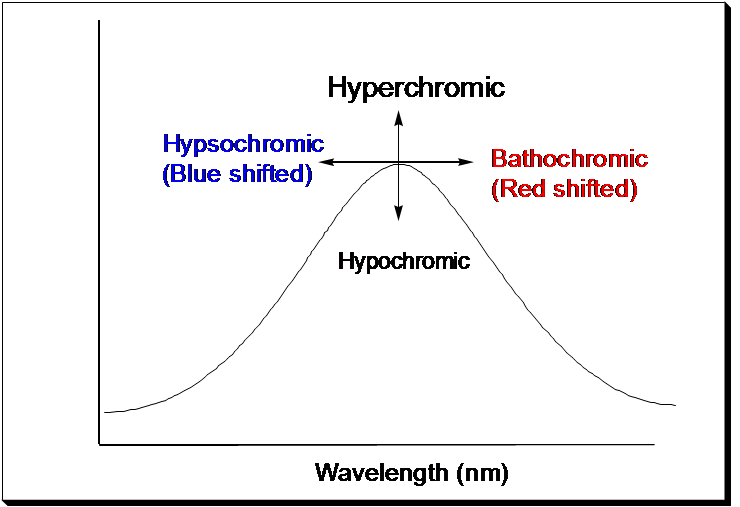 Hyperchromic
Hypsochromic
(Blue shifted)
Bathochromic
(Red shifted)
Hypochromic
Wavelength (nm)